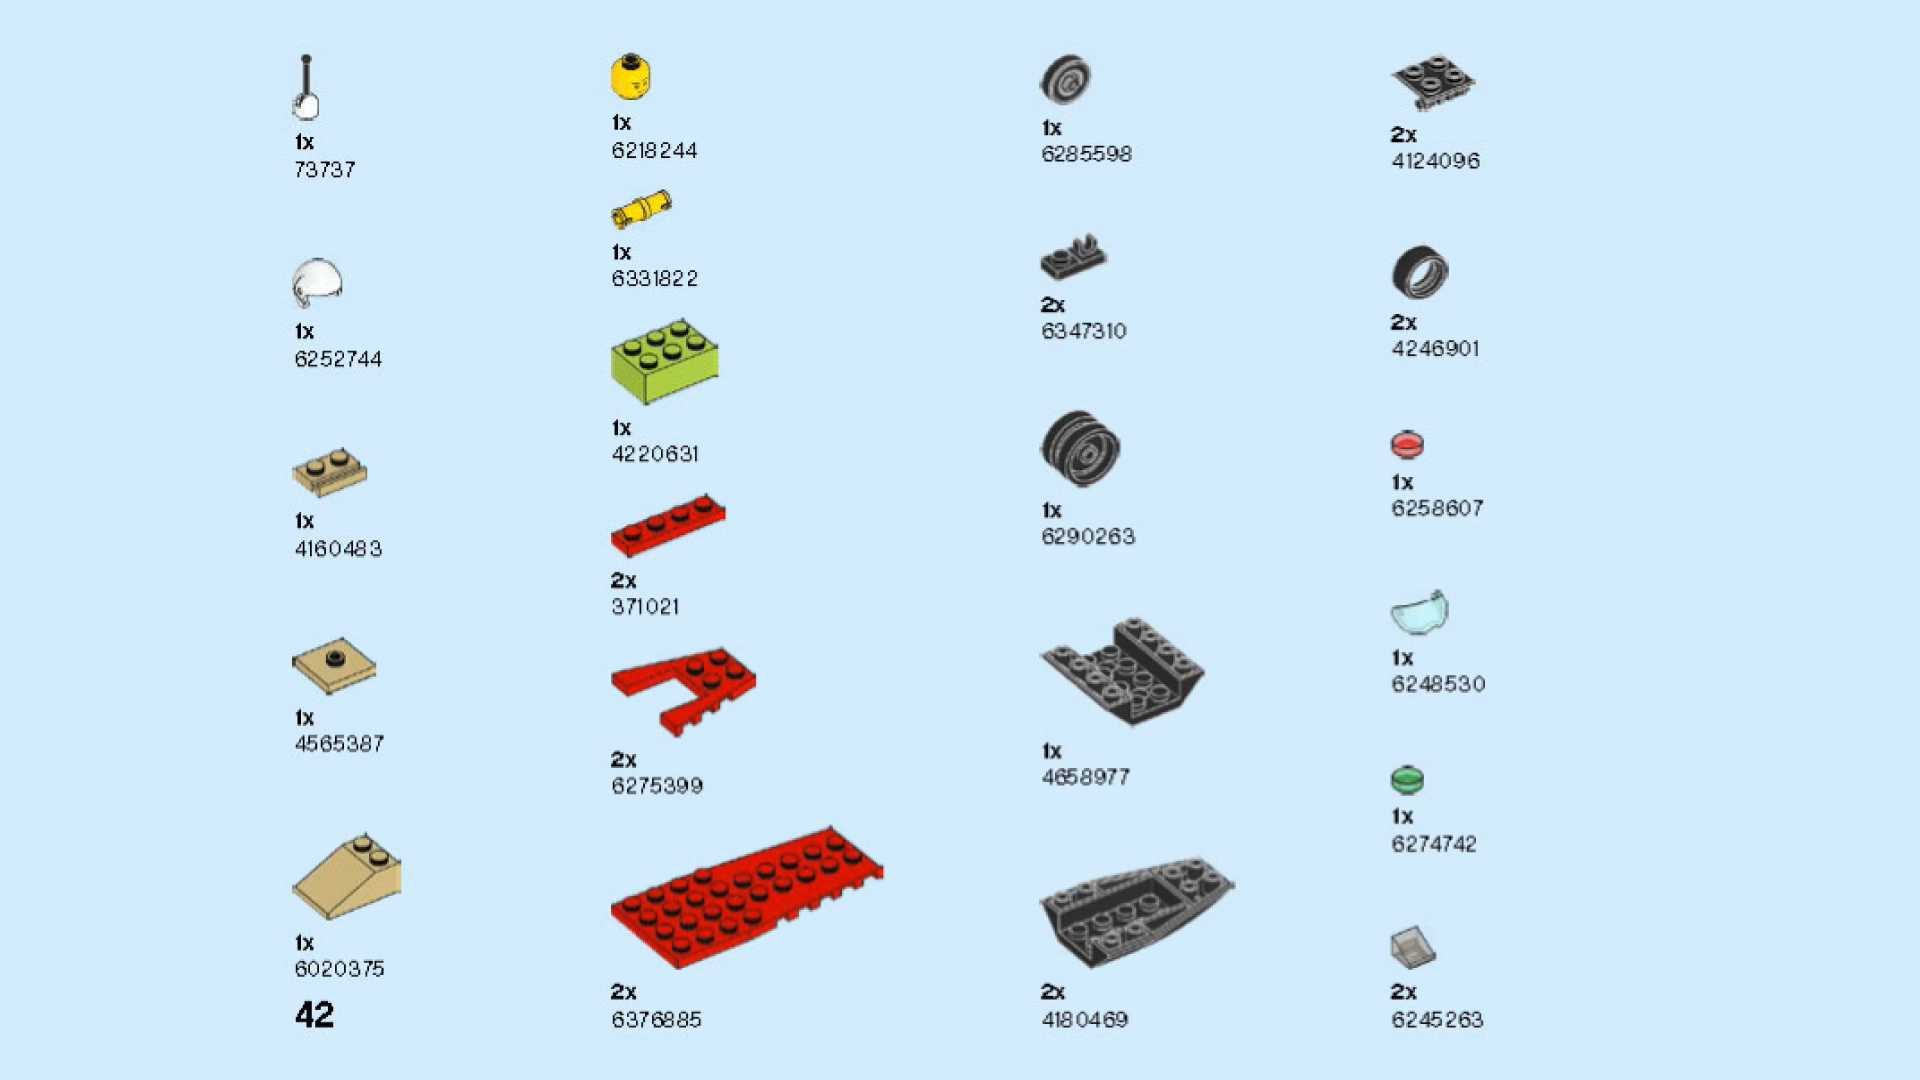 1x
73737
1x
6252744
1x
4160483
1x
4565387
1x
6020375
42
1x
6218244
1x
6331822
1x
4220631
2x
371021
2x
6275399
2x
6376885
1x
6285598
2x
6347310
1x
6290263
1x
4658977
2x
4180469
2x
4124096
2x
4246901
1x
6258607
1x
6248530
1x
6274742
2x
6245263